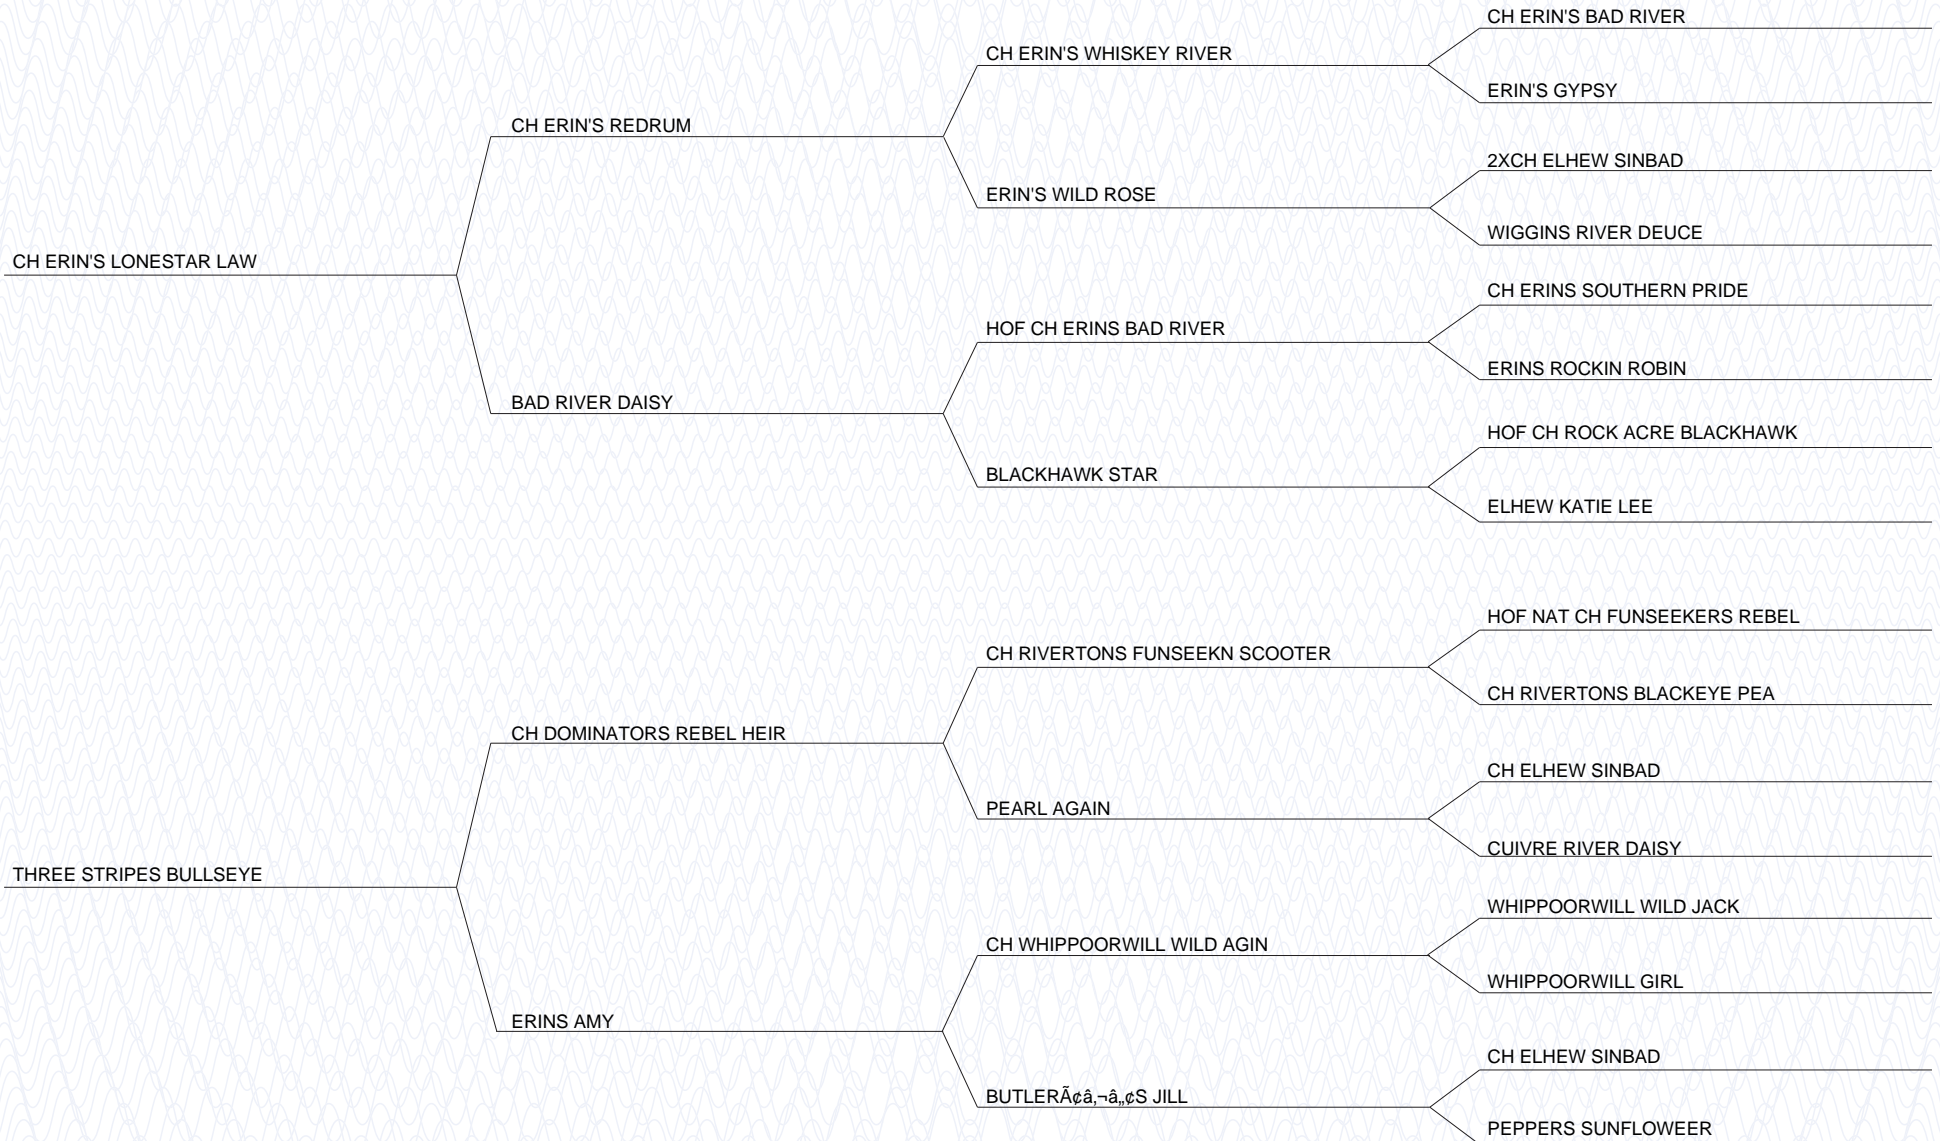 CH ERIN'S BAD RIVER
CH ERIN'S WHISKEY RIVER
ERIN'S GYPSY
CH ERIN'S REDRUM
2XCH ELHEW SINBAD
ERIN'S WILD ROSE
WIGGINS RIVER DEUCE
CH ERIN'S LONESTAR LAW
CH ERINS SOUTHERN PRIDE
HOF CH ERINS BAD RIVER
ERINS ROCKIN ROBIN
BAD RIVER DAISY
HOF CH ROCK ACRE BLACKHAWK
BLACKHAWK STAR
ELHEW KATIE LEE
HOF NAT CH FUNSEEKERS REBEL
CH RIVERTONS FUNSEEKN SCOOTER
CH RIVERTONS BLACKEYE PEA
CH DOMINATORS REBEL HEIR
CH ELHEW SINBAD
PEARL AGAIN
CUIVRE RIVER DAISY
THREE STRIPES BULLSEYE
WHIPPOORWILL WILD JACK
CH WHIPPOORWILL WILD AGIN
WHIPPOORWILL GIRL
ERINS AMY
CH ELHEW SINBAD
BUTLERÃ¢â‚¬â„¢S JILL
PEPPERS SUNFLOWEER